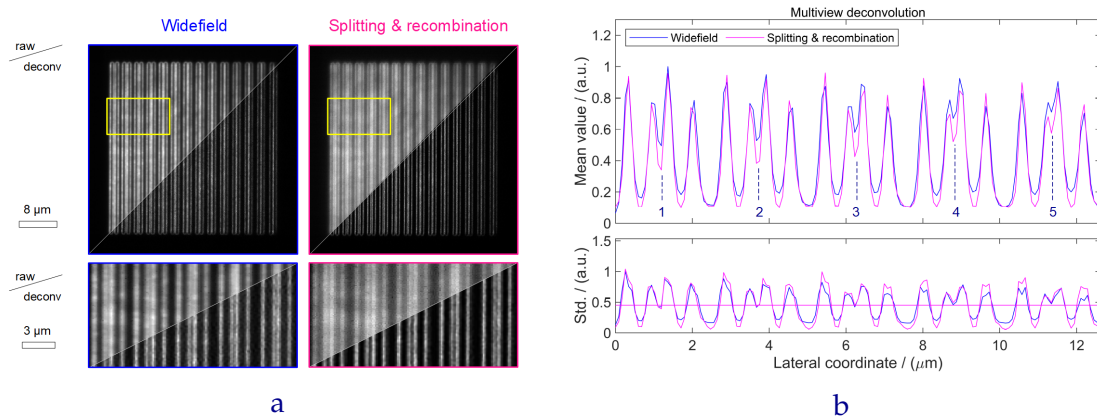 Widefield
Splitting & recombination
raw
deconv
8 μm
raw
deconv
3 μm
a
Multiview deconvolution
Widefield
Splitting & recombination
Mean value / (a.u.)
1.2
1
0.8
0.6
0.4
0.2
0
1
2
3
4
5
Std. / (a.u.)
1.5
1
0.5
0
0
2
4
6
8
10
12
Lateral coordinate / (μm)
b